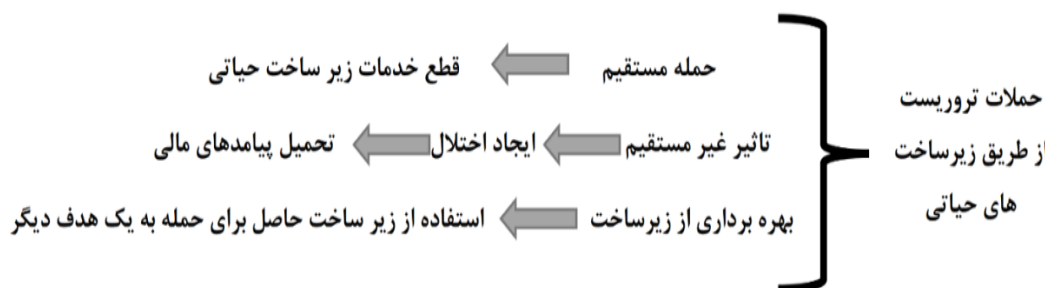 حملات تروریست
از طریق زیرساخت
های حیاتی
حمله مستقیم
قطع خدمات زیر ساخت حیاتی
تاثیر غیر مستقیم
ایجاد اختلال
تحمیل پیامدهای مالی
بهره برداری از زیرساخت
استفاده از زیر ساخت حاصل برای حمله به یک هدف دیگر